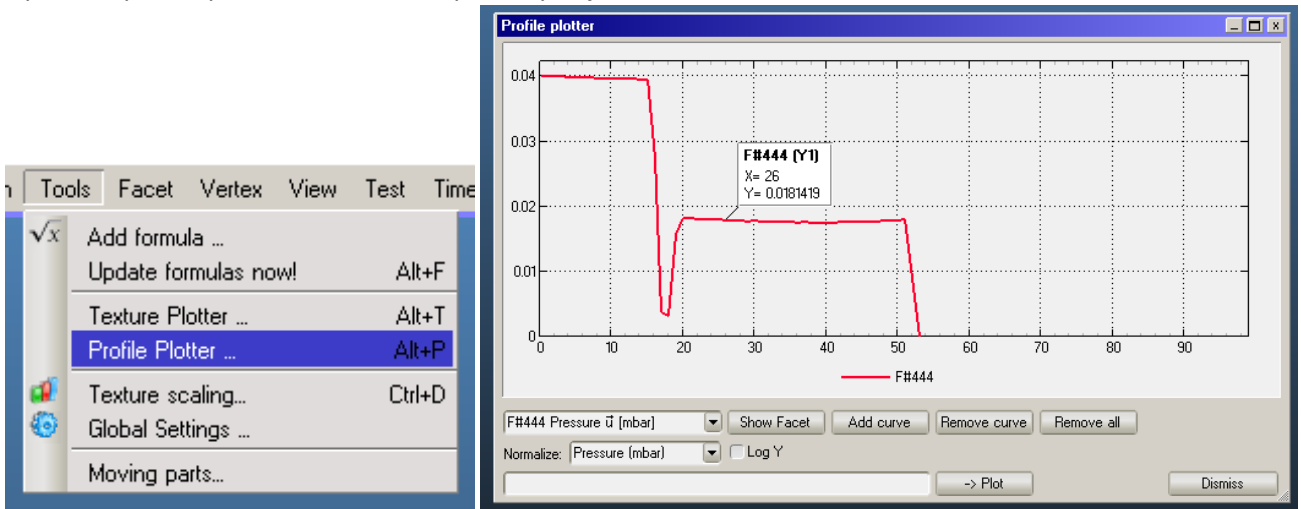 Profile plotter
0.04
0.03
0.02
0.01
0
0 10 20 30 40 50 60 70 80 90
F#444 (Y1)
X= 26
Y= 0.0181419
F#444
F#444 Pressure u⃗ [mbar] Show Facet Add curve Remove curve Remove all
Normalize: Pressure (mbar) Log Y
-> Plot Dismiss
Tools Facet Vertex View Test Time
√x Add formula ...
Update formulas now! Alt+F
Texture Plotter ... Alt+T
Profile Plotter ... Alt+P
Texture scaling... Ctrl+D
Global Settings ...
Moving parts...